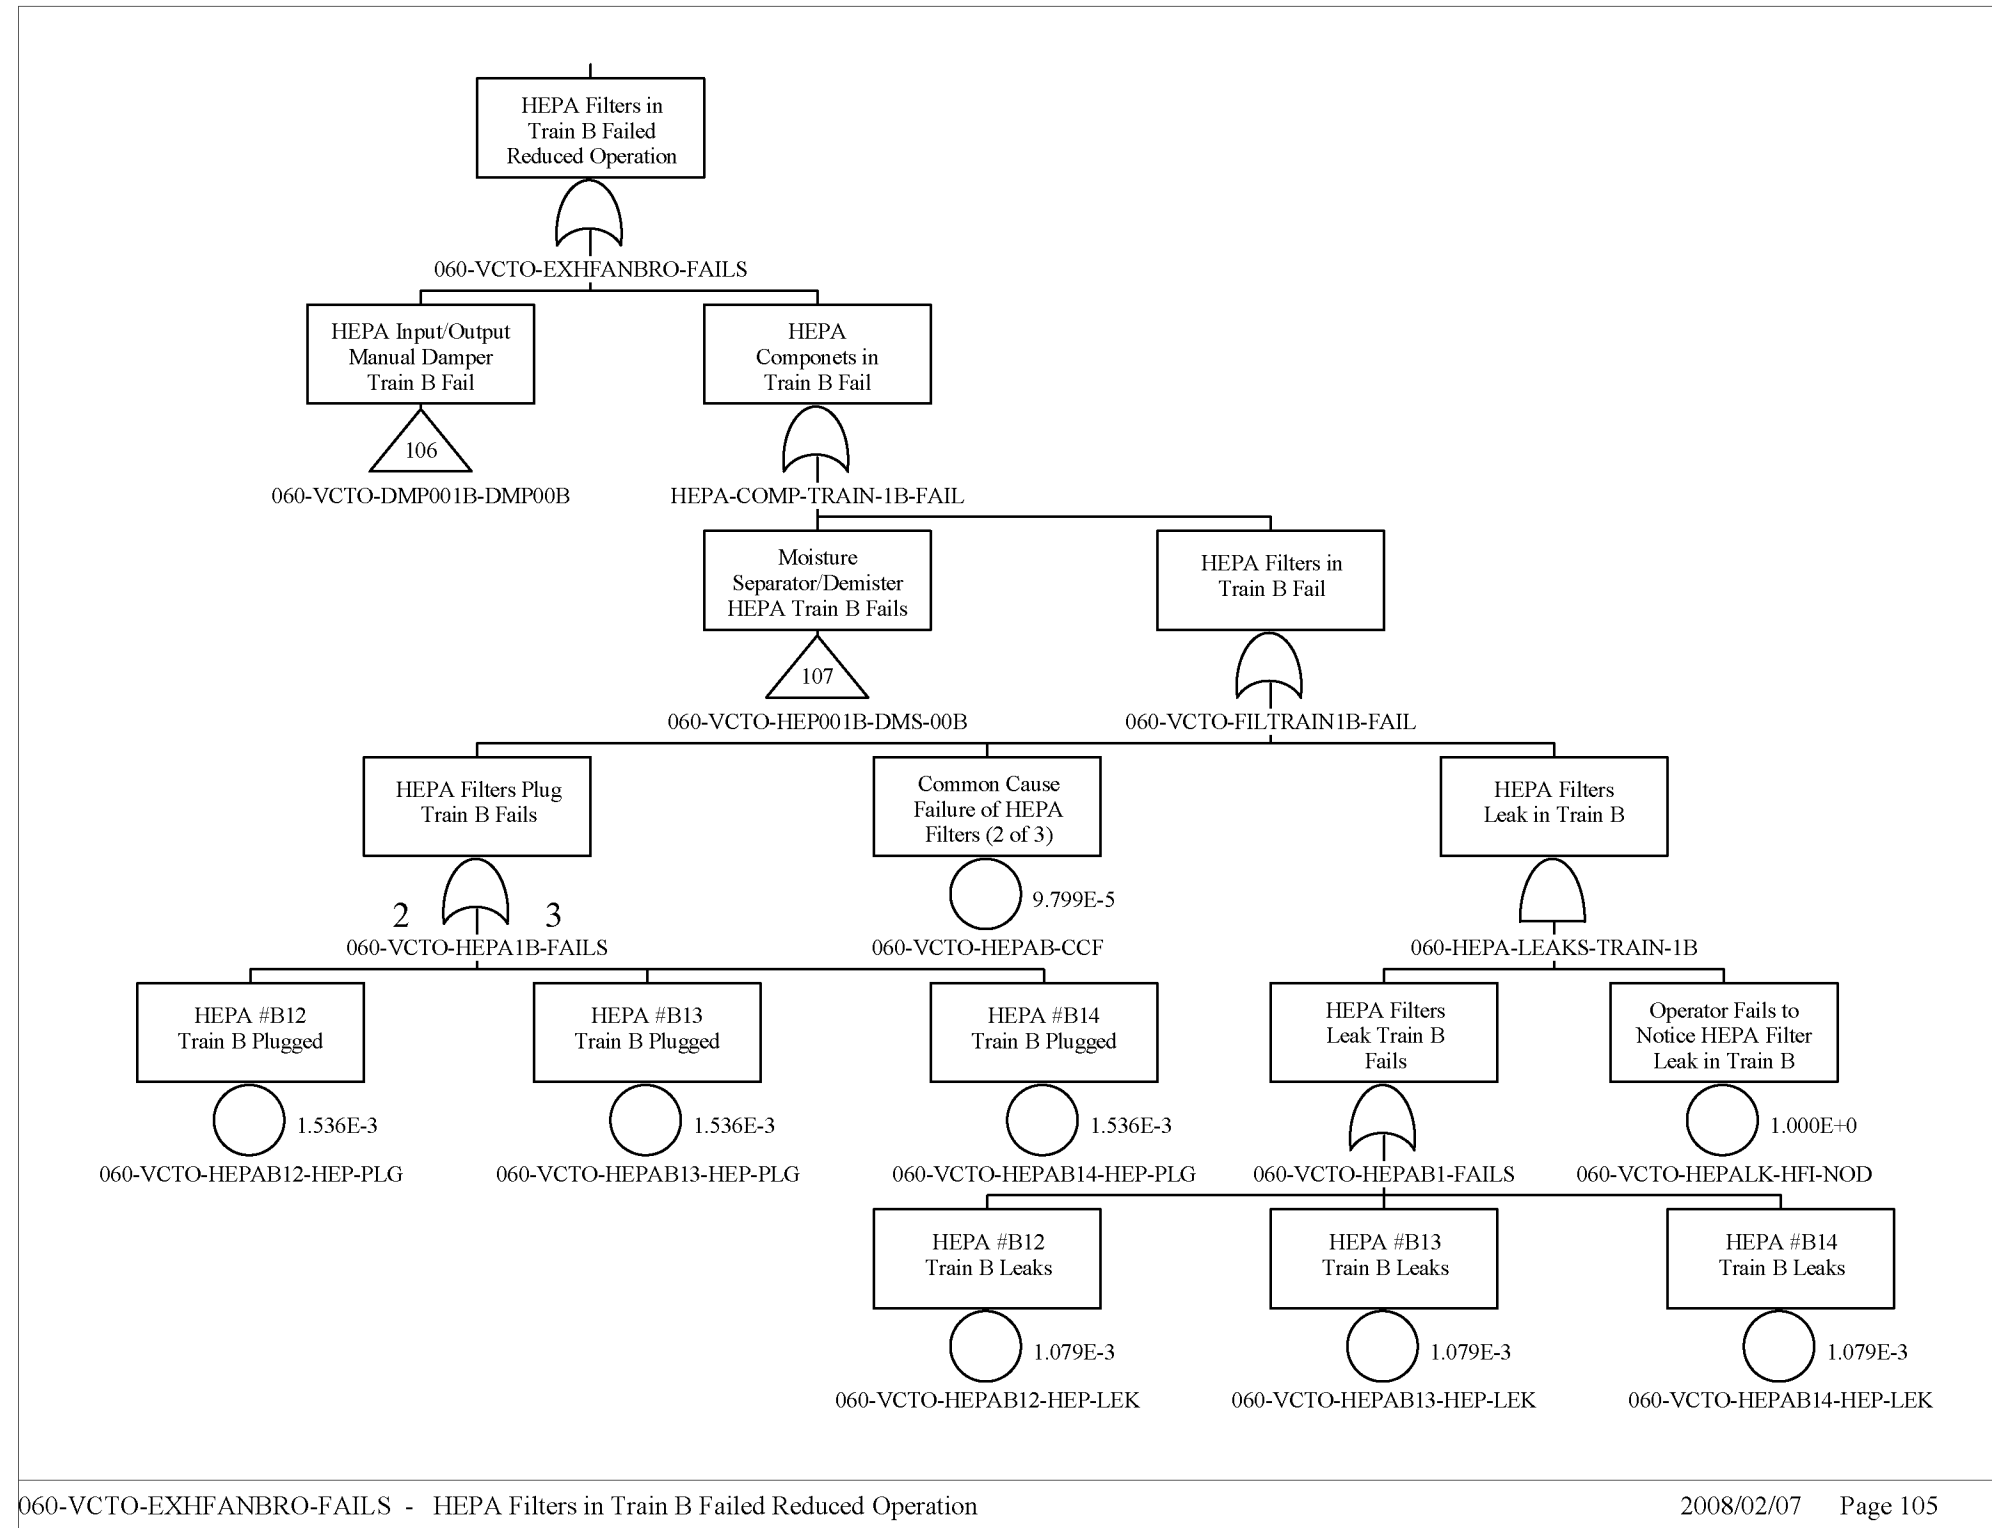 HEPA Filters in
Train B Failed
Reduced Operation
060-VCTO-EXHFANBRO-FAILS
HEPA Input/Output
Manual Damper
Train B Fail
106
060-VCTO-DMP001B-DMP00B
HEPA
Componets in
Train B Fail
HEPA-COMP-TRAIN-1B-FAIL
Moisture
Separator/Demister
HEPA Train B Fails
107
060-VCTO-HEP001B-DMS-00B
HEPA Filters in
Train B Fail
060-VCTO-FILTRAIN1B-FAIL
HEPA Filters Plug
Train B Fails
2 3
060-VCTO-HEPA1B-FAILS
Common Cause
Failure of HEPA
Filters (2 of 3)
9.799E-5
060-VCTO-HEPAB-CCF
HEPA Filters
Leak in Train B
060-HEPA-LEAKS-TRAIN-1B
HEPA #B12
Train B Plugged
1.536E-3
060-VCTO-HEPAB12-HEP-PLG
HEPA #B13
Train B Plugged
1.536E-3
060-VCTO-HEPAB13-HEP-PLG
HEPA #B14
Train B Plugged
1.536E-3
060-VCTO-HEPAB14-HEP-PLG
HEPA Filters
Leak Train B
Fails
060-VCTO-HEPAB1-FAILS
Operator Fails to
Notice HEPA Filter
Leak in Train B
1.000E+0
060-VCTO-HEPALK-HFI-NOD
HEPA #B12
Train B Leaks
1.079E-3
060-VCTO-HEPAB12-HEP-LEK
HEPA #B13
Train B Leaks
1.079E-3
060-VCTO-HEPAB13-HEP-LEK
HEPA #B14
Train B Leaks
1.079E-3
060-VCTO-HEPAB14-HEP-LEK
060-VCTO-EXHFANBRO-FAILS - HEPA Filters in Train B Failed Reduced Operation 2008/02/07 Page 105